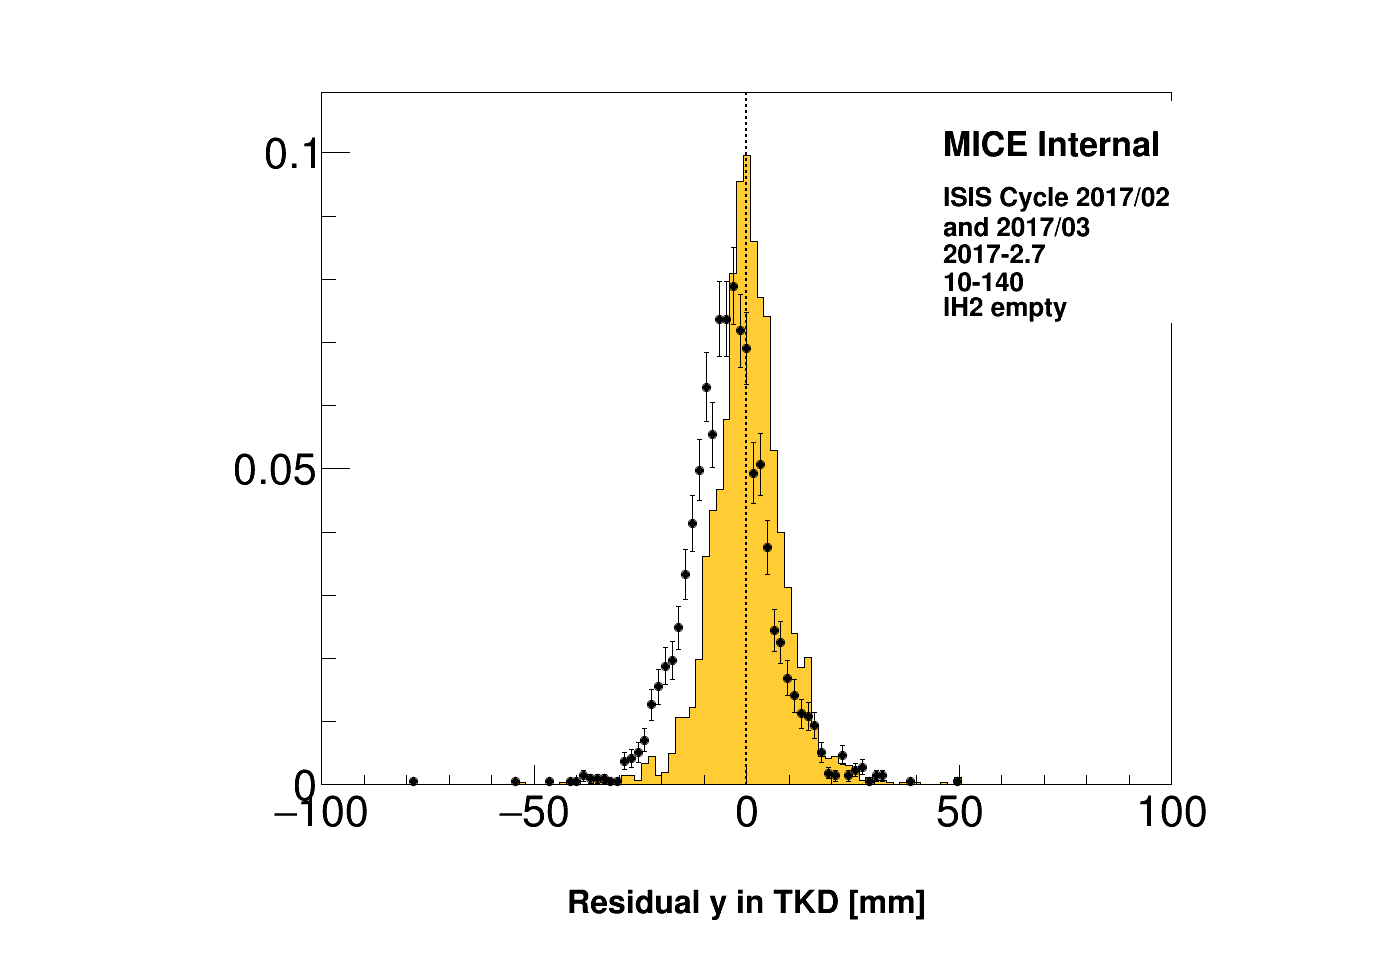 MICE Internal
ISIS Cycle 2017/02
and 2017/03
2017-2.7
10-140
lH2 empty
0.1
0.05
0
−100 −50 0 50 100
Residual y in TKD [mm]